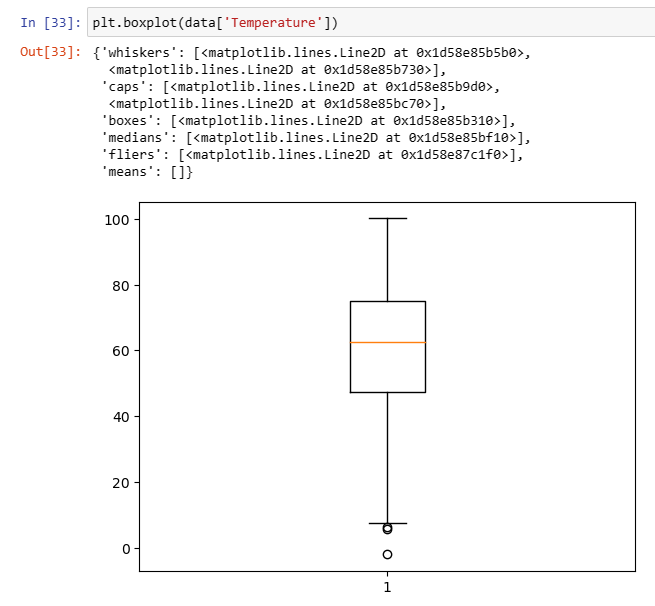 In [33]: plt.boxplot(data['Temperature'])
Out[33]: {'whiskers': [<matplotlib.lines.Line2D at 0x1d58e85b5b0>,
<matplotlib.lines.Line2D at 0x1d58e85b730>],
'caps': [<matplotlib.lines.Line2D at 0x1d58e85b9d0>,
<matplotlib.lines.Line2D at 0x1d58e85bc70>],
'boxes': [<matplotlib.lines.Line2D at 0x1d58e85b310>],
'medians': [<matplotlib.lines.Line2D at 0x1d58e85bf10>],
'fliers': [<matplotlib.lines.Line2D at 0x1d58e87c1f0>],
'means': []}
100
80
60
40
20
0
1